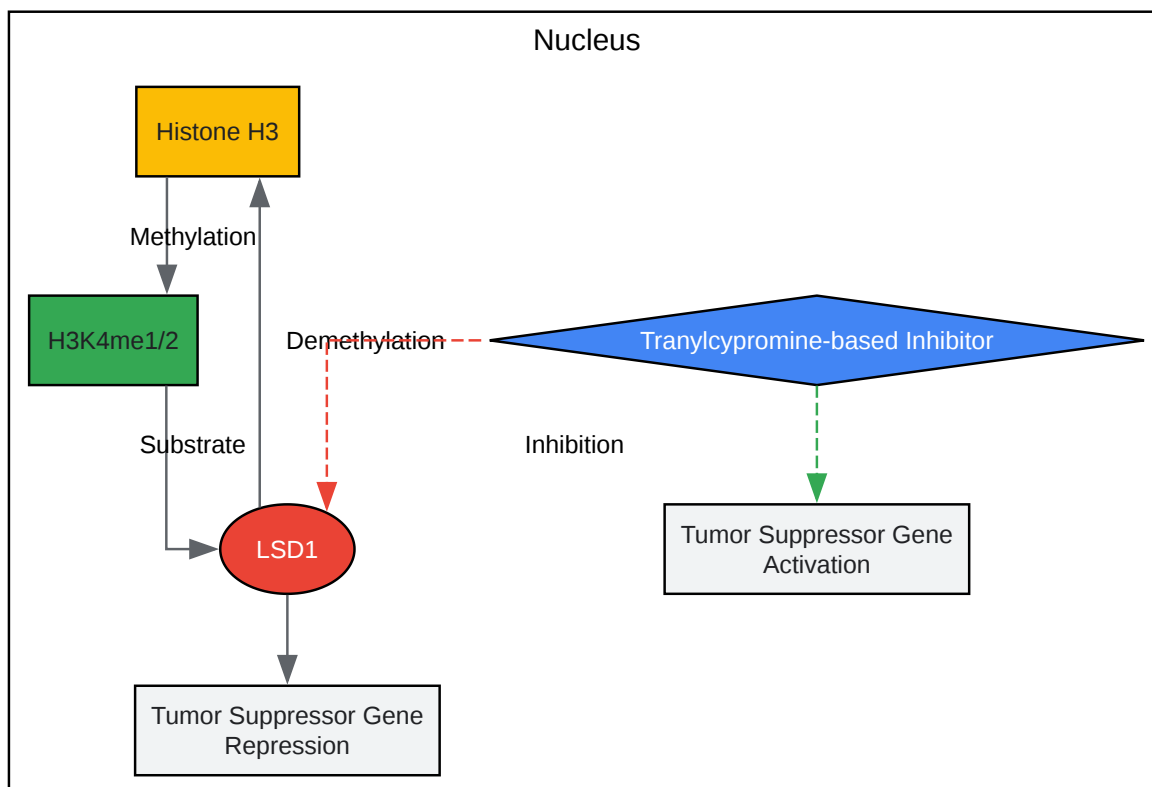 Nucleus
Histone H3
Methylation
H3K4me1/2
Demethylation
Tranylcypromine-based Inhibitor
Substrate
Inhibition
LSD1
Tumor Suppressor Gene
Activation
Tumor Suppressor Gene
Repression